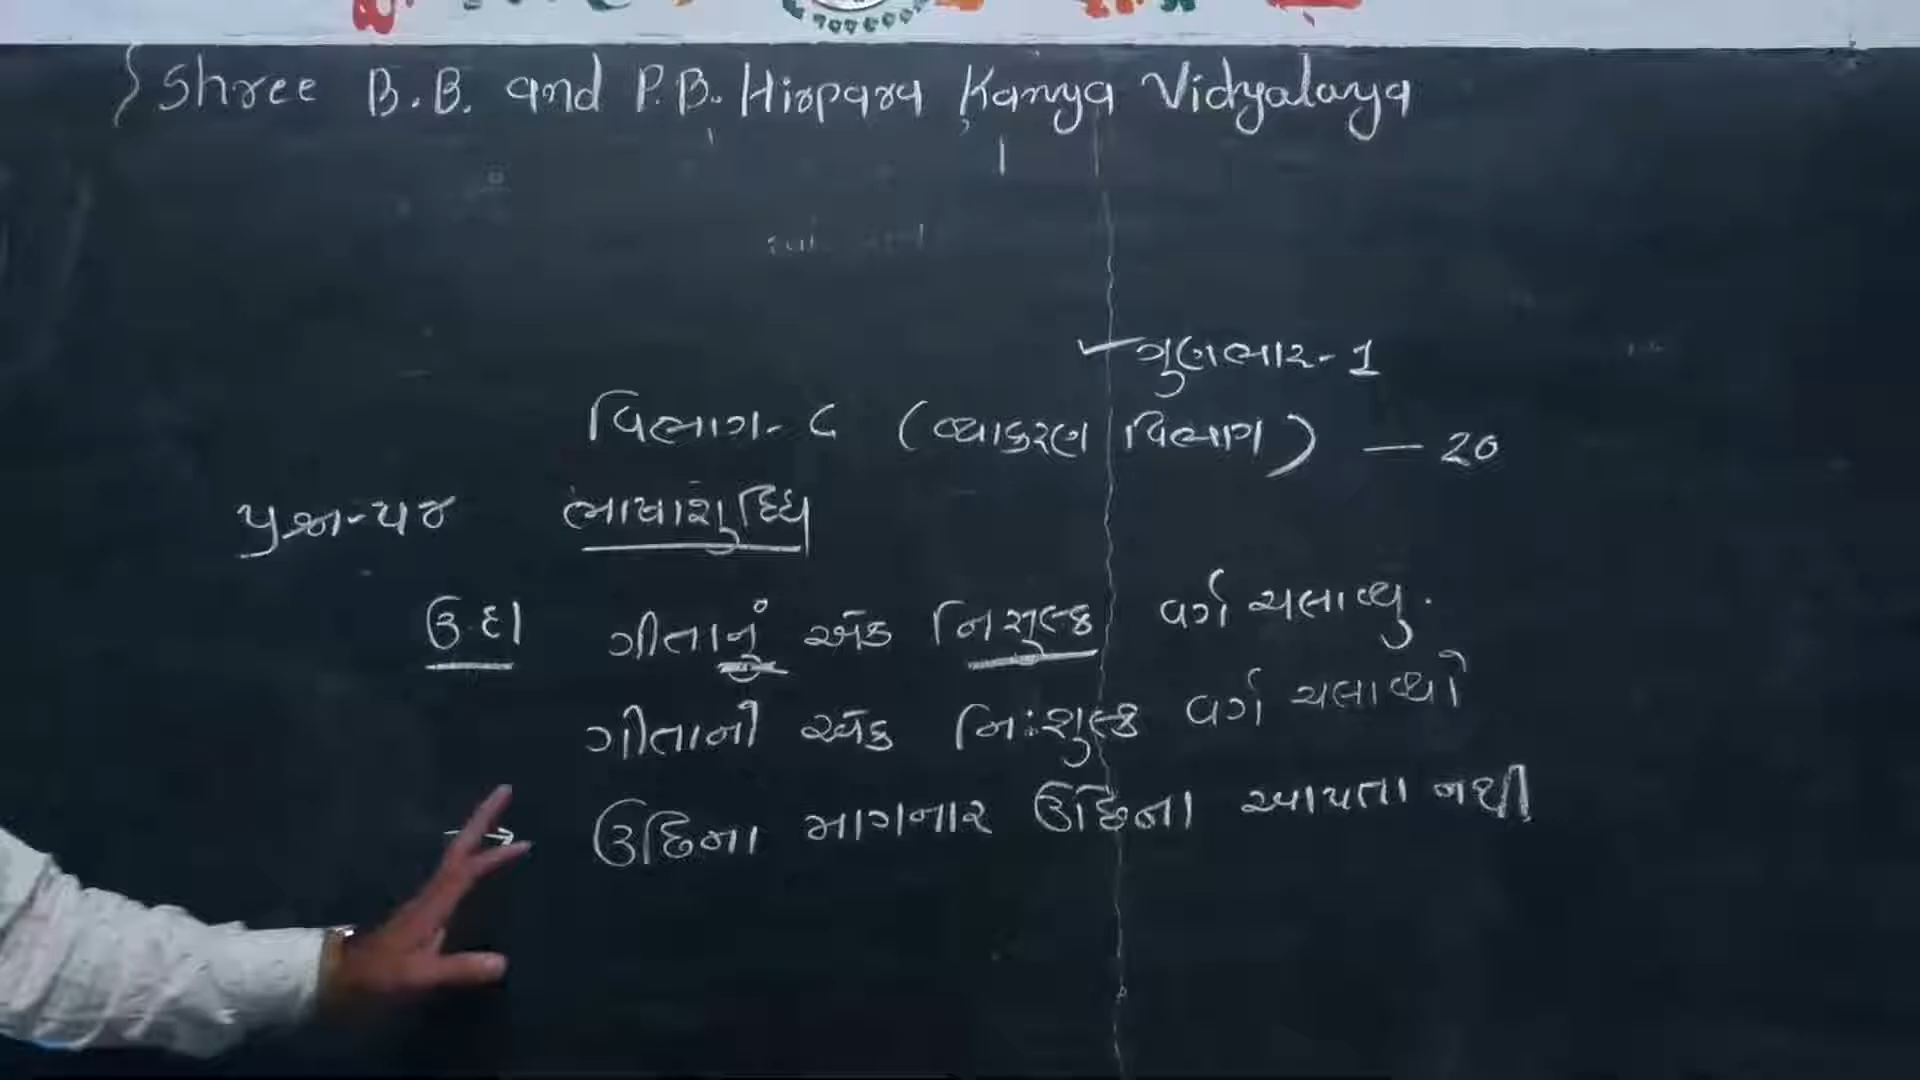 Shree B.B. and P.B. Hirpara Kanya Vidyalaya
ગુણભાર-1
વિભાગ-C (વ્યાકરણ વિભાગ) — 20
પ્રશ્ન-૫૪ ભાષાશુદ્ધિ
ઉ.દા ગીતાનું એક નિસુલ્ક વર્ગ ચલાવ્યુ.
ગીતાનો એક નિઃશુલ્ક વર્ગ ચલાવ્યો
→ ઉછિના માગનાર ઉછિના આપતા નથી